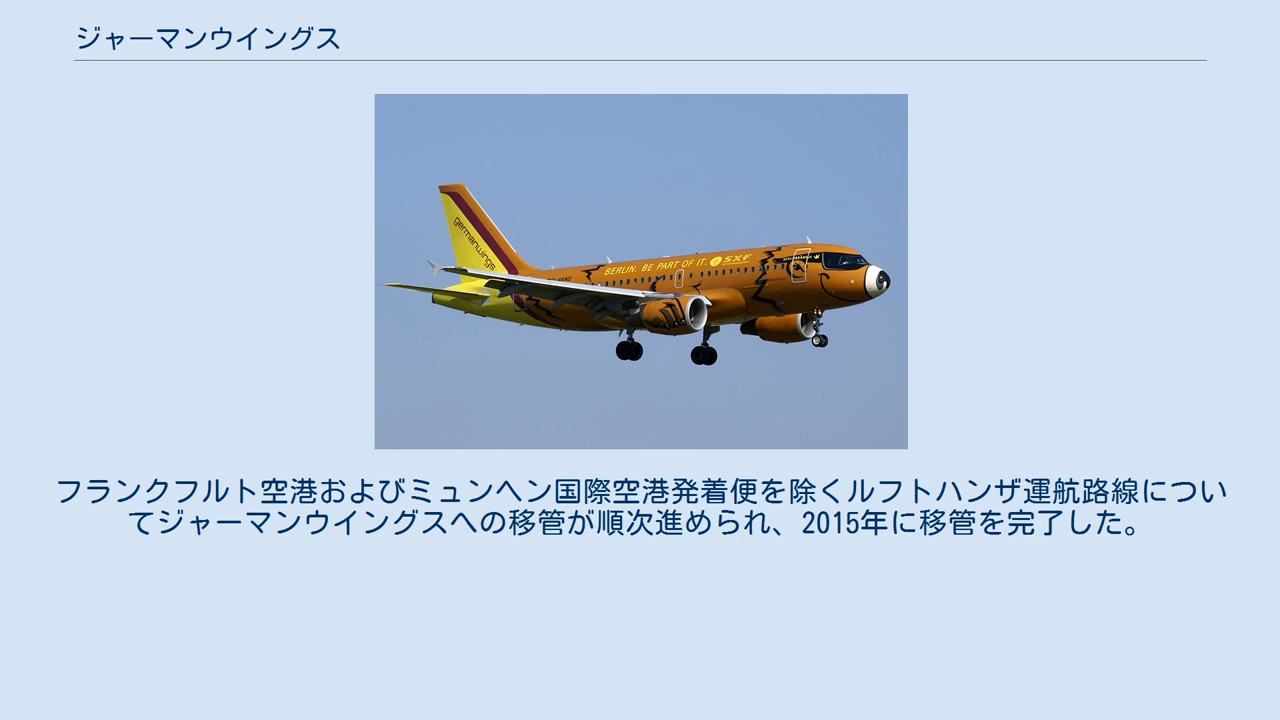 ジャーマンウイングス
germanwings
BERLIN. BE PART OF IT. SXF
フランクフルト空港およびミュンヘン国際空港発着便を除くルフトハンザ運航路線につい
てジャーマンウイングスへの移管が順次進められ、2015年に移管を完了した。